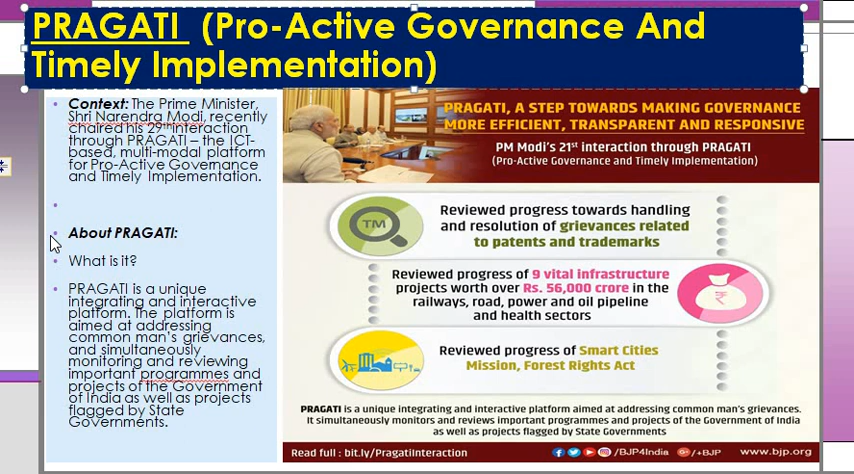 PRAGATI (Pro-Active Governance And
Timely Implementation)
• Context: The Prime Minister,
Shri Narendra Modi, recently
chaired his 29th interaction
through PRAGATI – the ICT-
based, multi-modal platform
for Pro-Active Governance
and Timely Implementation.
•
• About PRAGATI:
• What is it?
• PRAGATI is a unique
integrating and interactive
platform. The platform is
aimed at addressing
common man's grievances,
and simultaneously
monitoring and reviewing
important programmes and
projects of the Government
of India as well as projects
flagged by State
Governments.
PRAGATI, A STEP TOWARDS MAKING GOVERNANCE
MORE EFFICIENT, TRANSPARENT AND RESPONSIVE
PM Modi's 21st interaction through PRAGATI
(Pro-Active Governance and Timely Implementation)
TM
Reviewed progress towards handling
and resolution of grievances related
to patents and trademarks
Reviewed progress of 9 vital infrastructure
projects worth over Rs. 56,000 crore in the
railways, road, power and oil pipeline
and health sectors
₹
Reviewed progress of Smart Cities
Mission, Forest Rights Act
PRAGATI is a unique integrating and interactive platform aimed at addressing common man's grievances.
It simultaneously monitors and reviews important programmes and projects of the Government of India
as well as projects flagged by State Governments
Read full : bit.ly/PragatiInteraction
/BJP4India
G+/+BJP
www.bjp.org